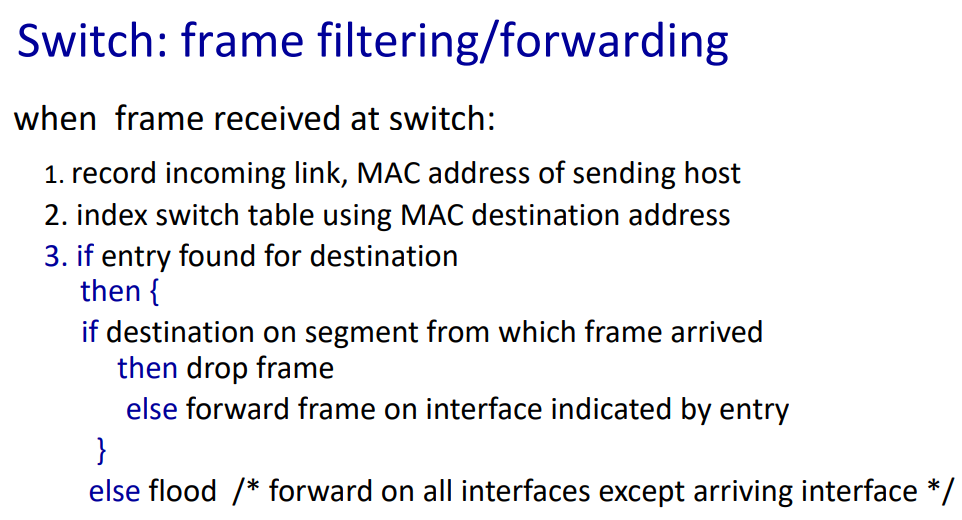 Switch: frame filtering/forwarding
when  frame received at switch:
1. record incoming link, MAC address of sending host
2. index switch table using MAC destination address
3. if entry found for destination
then {
if destination on segment from which frame arrived
then drop frame
else forward frame on interface indicated by entry
}
else flood  /* forward on all interfaces except arriving interface */